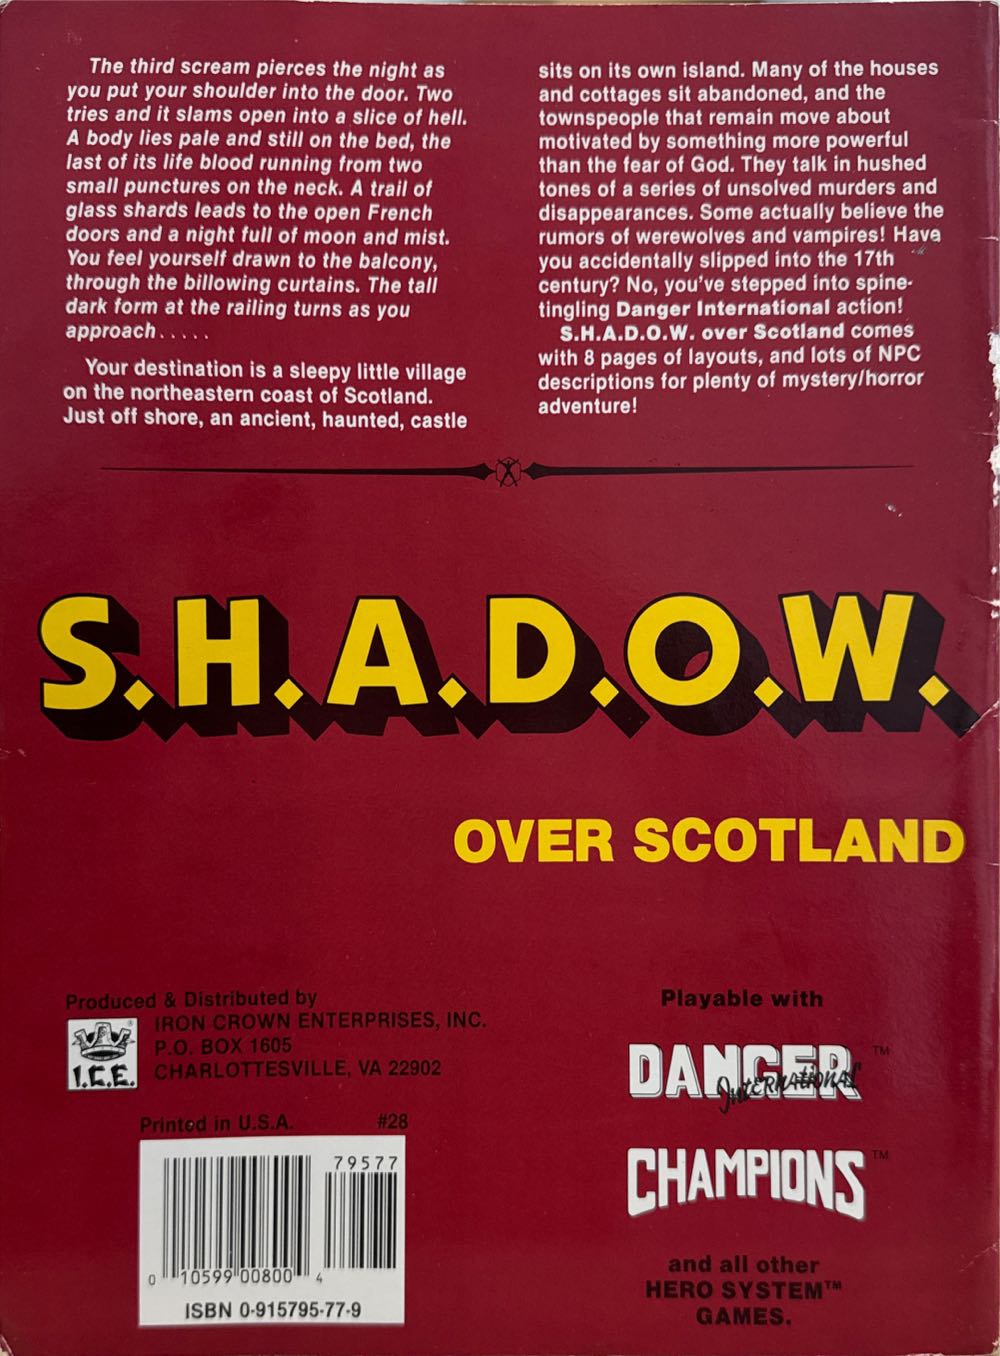 The third scream pierces the night as
you put your shoulder into the door. Two
tries and it slams open into a slice of hell.
A body lies pale and still on the bed, the
last of its life blood running from two
small punctures on the neck. A trail of
glass shards leads to the open French
doors and a night full of moon and mist.
You feel yourself drawn to the balcony,
through the billowing curtains. The tall
dark form at the railing turns as you
approach.....
Your destination is a sleepy little village
on the northeastern coast of Scotland.
Just off shore, an ancient, haunted, castle
sits on its own island. Many of the houses
and cottages sit abandoned, and the
townspeople that remain move about
motivated by something more powerful
than the fear of God. They talk in hushed
tones of a series of unsolved murders and
disappearances. Some actually believe the
rumors of werewolves and vampires! Have
you accidentally slipped into the 17th
century? No, you've stepped into spine-
tingling Danger International action!
S.H.A.D.O.W. over Scotland comes
with 8 pages of layouts, and lots of NPC
descriptions for plenty of mystery/horror
adventure!
S.H.A.D.O.W.
OVER SCOTLAND
Produced & Distributed by
IRON CROWN ENTERPRISES, INC.
P.O. BOX 1605
CHARLOTTESVILLE, VA 22902
I.C.E.
Printed in U.S.A. #28
79577
0 10599 00800 4
ISBN 0-915795-77-9
Playable with
DANGER ™
International
CHAMPIONS ™
and all other
HERO SYSTEM™
GAMES.